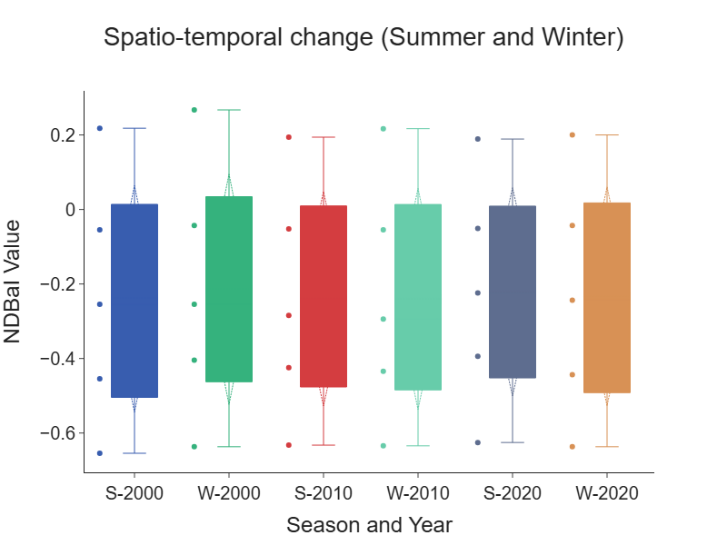 Spatio-temporal change (Summer and Winter)
NDBal Value
0.2
0
−0.2
−0.4
−0.6
S-2000 W-2000 S-2010 W-2010 S-2020 W-2020
Season and Year